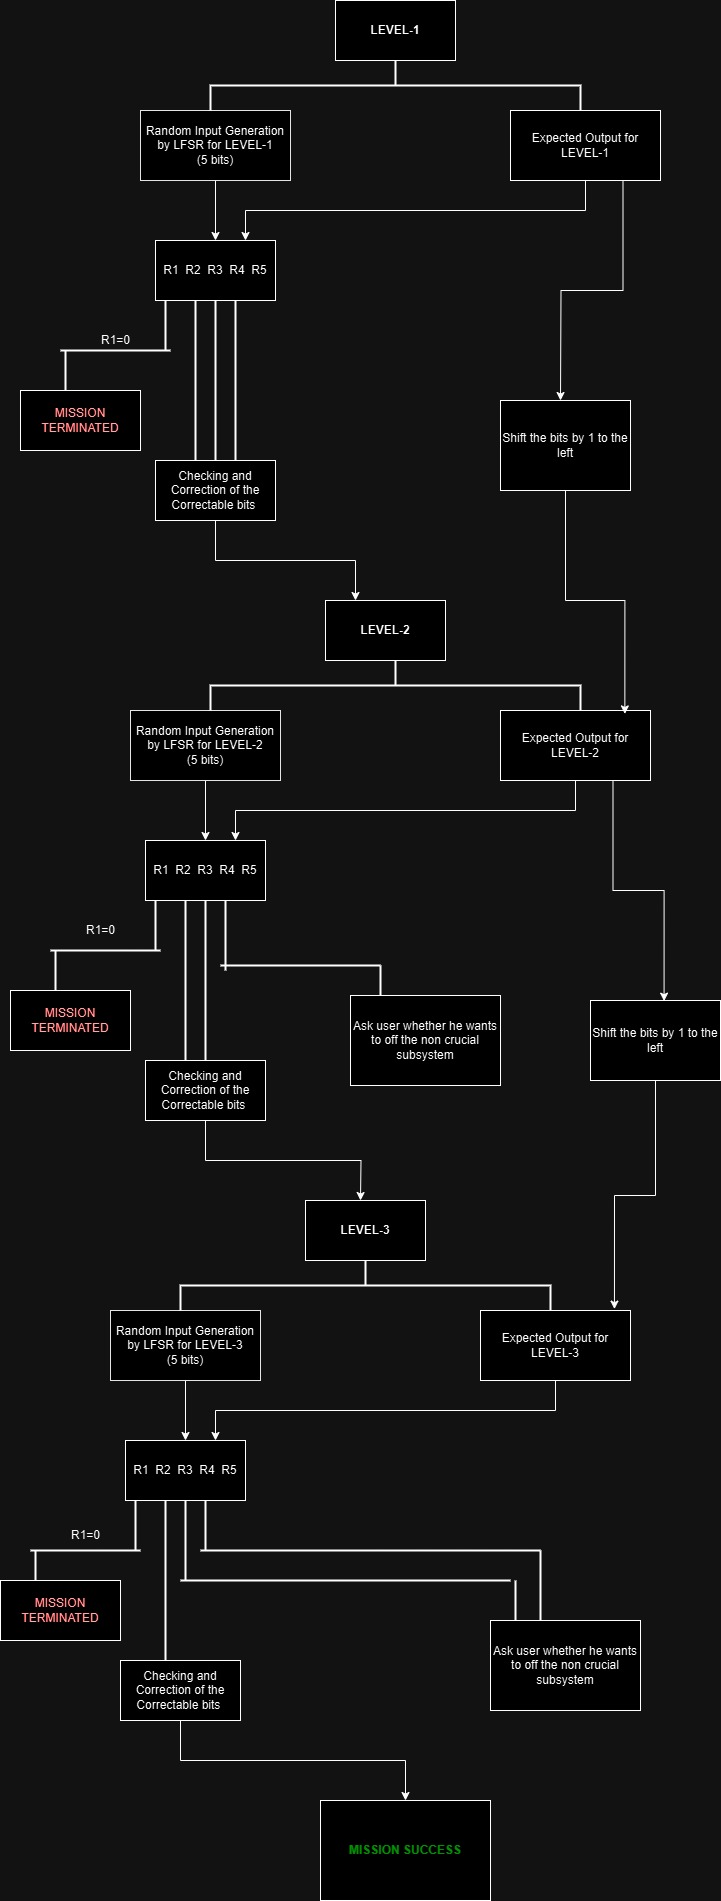 LEVEL-1
Random Input Generation
by LFSR for LEVEL-1
(5 bits)
Expected Output for
LEVEL-1
R1 R2 R3 R4 R5
R1=0
MISSION
TERMINATED
Shift the bits by 1 to the
left
Checking and
Correction of the
Correctable bits
LEVEL-2
Random Input Generation
by LFSR for LEVEL-2
(5 bits)
Expected Output for
LEVEL-2
R1 R2 R3 R4 R5
R1=0
MISSION
TERMINATED
Ask user whether he wants
to off the non crucial
subsystem
Shift the bits by 1 to the
left
Checking and
Correction of the
Correctable bits
LEVEL-3
Random Input Generation
by LFSR for LEVEL-3
(5 bits)
Expected Output for
LEVEL-3
R1 R2 R3 R4 R5
R1=0
MISSION
TERMINATED
Ask user whether he wants
to off the non crucial
subsystem
Checking and
Correction of the
Correctable bits
MISSION SUCCESS